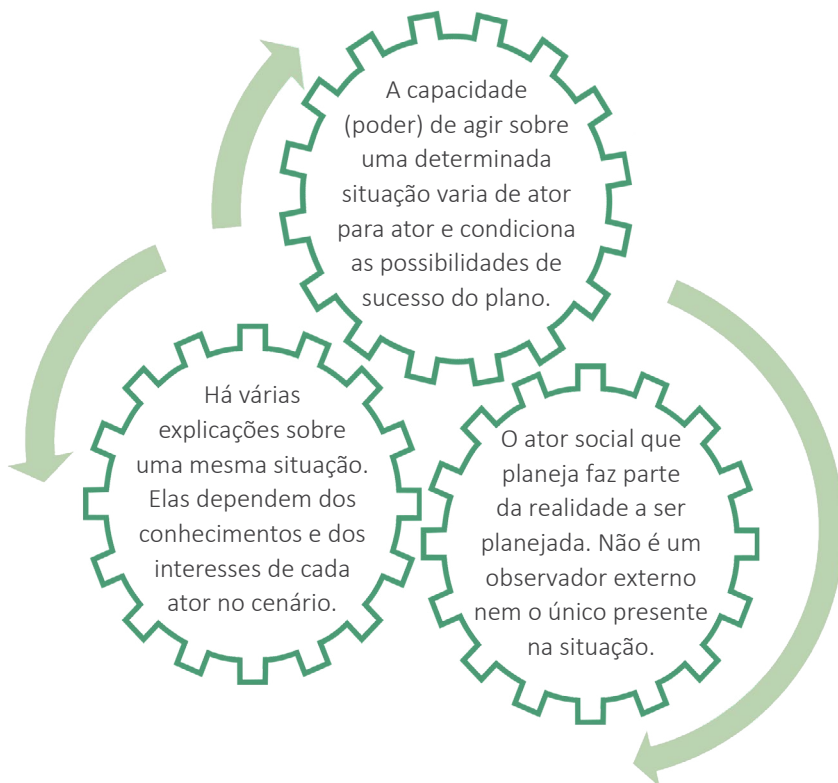 A capacidade
(poder) de agir sobre
uma determinada
situação varia de ator
para ator e condiciona
as possibilidades de
sucesso do plano.
Há várias
explicações sobre
uma mesma situação.
Elas dependem dos
conhecimentos e dos
interesses de cada
ator no cenário.
O ator social que
planeja faz parte
da realidade a ser
planejada. Não é um
observador externo
nem o único presente
na situação.